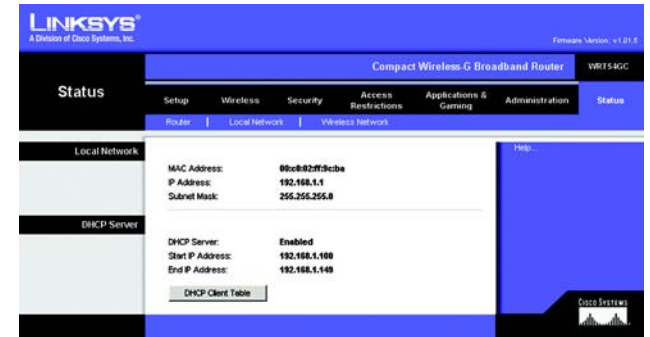 LINKSYS®
A Division of Cisco Systems, Inc.
Firmware Version: v1.01.5
Compact Wireless-G Broadband Router
WRT54GC
Status
Setup
Wireless
Security
Access Restrictions
Applications & Gaming
Administration
Status
Router
Local Network
Wireless Network
Local Network
Help...
MAC Address: 00:c0:02:ff:9c:be
IP Address: 192.168.1.1
Subnet Mask: 255.255.255.0
DHCP Server
DHCP Server: Enabled
Start IP Address: 192.168.1.100
End IP Address: 192.168.1.149
DHCP Client Table
CISCO SYSTEMS